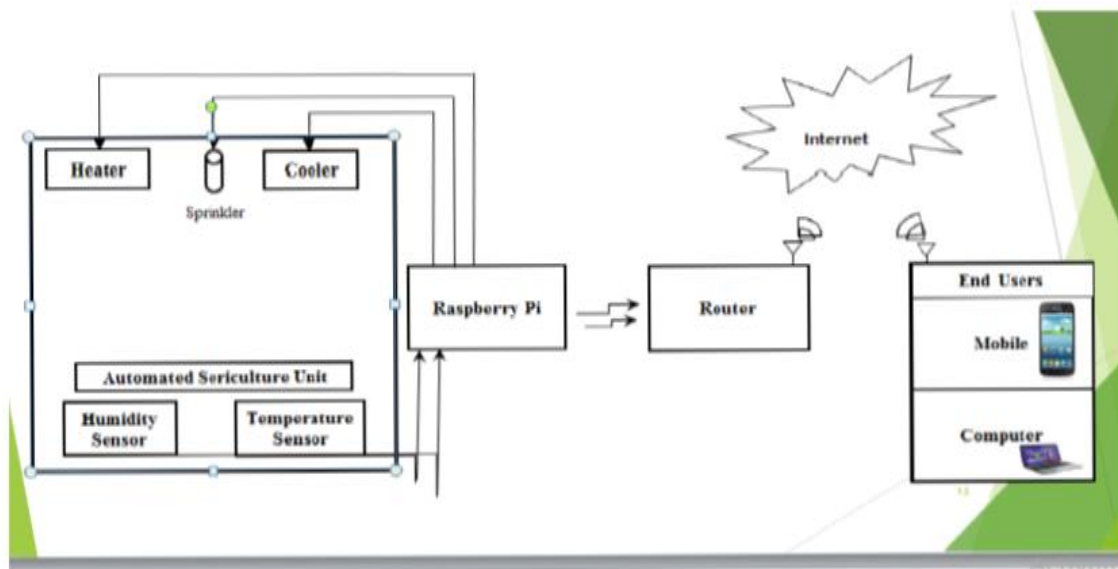 Internet
Heater
Cooler
Sprinkler
Raspberry Pi
Router
End Users
Mobile
Computer
Automated Sericulture Unit
Humidity
Sensor
Temperature
Sensor